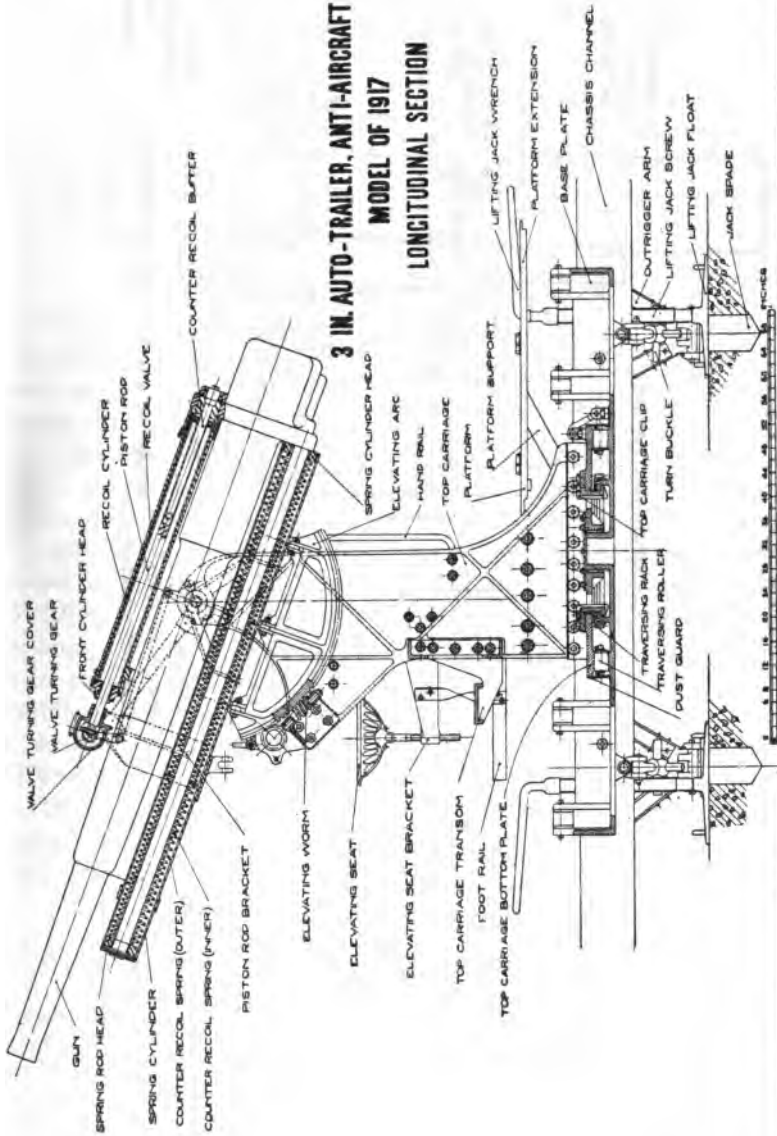 3 IN. AUTO-TRAILER, ANTI-AIRCRAFT
MODEL OF 1917
LONGITUDINAL SECTION
VALVE TURNING GEAR COVER
VALVE TURNING GEAR
FRONT CYLINDER HEAD
RECOIL CYLINDER
PISTON ROD
RECOIL VALVE
COUNTER RECOIL BUFFER
GUN
SPRING ROD HEAD
SPRING CYLINDER
COUNTER RECOIL SPRING (OUTER)
COUNTER RECOIL SPRING (INNER)
PISTON ROD BRACKET
ELEVATING WORM
ELEVATING SEAT
ELEVATING SEAT BRACKET
TOP CARRIAGE TRANSOM
FOOT RAIL
TOP CARRIAGE BOTTOM PLATE
SPRING CYLINDER HEAD
ELEVATING ARC
HAND RAIL
TOP CARRIAGE
PLATFORM
PLATFORM SUPPORT
LIFTING JACK WRENCH
PLATFORM EXTENSION
BASE PLATE
CHASSIS CHANNEL
OUTRIGGER ARM
LIFTING JACK SCREW
LIFTING JACK FLOAT
JACK SPADE
TOP CARRIAGE CLIP
TURN BUCKLE
TRAVERSING RACK
TRAVERSING ROLLER
DUST GUARD
INCHES